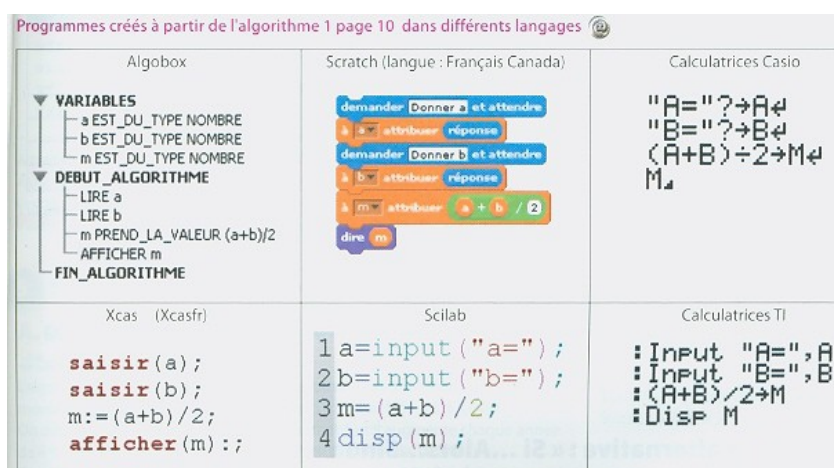 Programmes créés à partir de l'algorithme 1 page 10 dans différents langages
Algobox
▼ VARIABLES
a EST_DU_TYPE NOMBRE
b EST_DU_TYPE NOMBRE
m EST_DU_TYPE NOMBRE
▼ DEBUT_ALGORITHME
LIRE a
LIRE b
m PREND_LA_VALEUR (a+b)/2
AFFICHER m
FIN_ALGORITHME
Scratch (langue : Français Canada)
demander Donner a et attendre
à a attribuer réponse
demander Donner b et attendre
à b attribuer réponse
à m attribuer a + b / 2
dire m
Calculatrices Casio
"A="?→A↵
"B="?→B↵
(A+B)÷2→M↵
M◢
Xcas (Xcasfr)
saisir(a);
saisir(b);
m:=(a+b)/2;
afficher(m):;
Scilab
1 a=input("a=");
2 b=input("b=");
3 m=(a+b)/2;
4 disp(m);
Calculatrices TI
:Input "A=",A
:Input "B=",B
:(A+B)/2→M
:Disp M